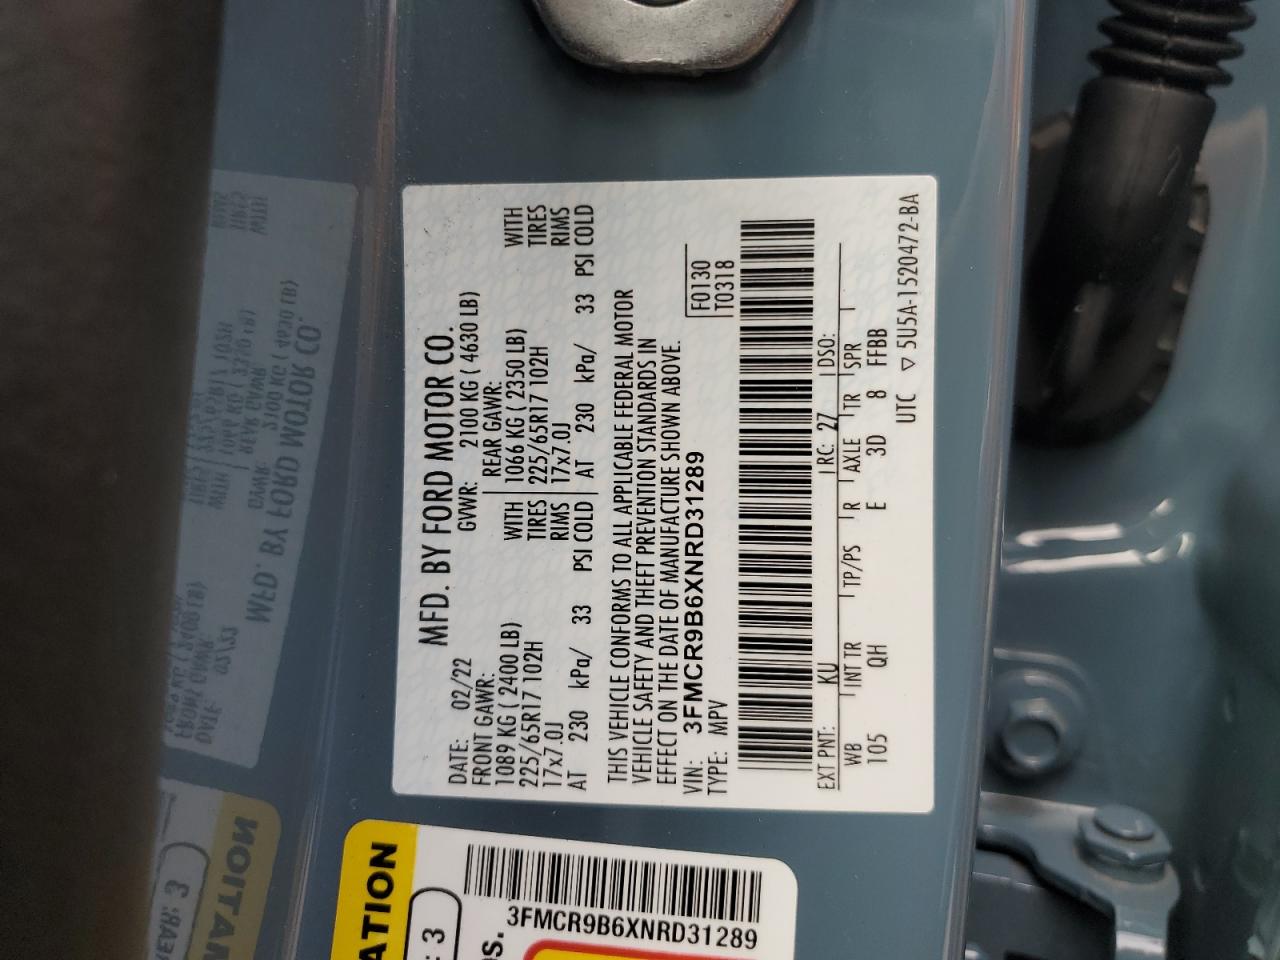 MFD. BY FORD MOTOR CO.
DATE: 02/22 GVWR: 2100 KG ( 4630 LB)
FRONT GAWR: REAR GAWR:
1089 KG ( 2400 LB) WITH 1066 KG ( 2350 LB) WITH
225/65R17 102H TIRES 225/65R17 102H TIRES
17x7.0J RIMS 17x7.0J RIMS
AT 230 kPa/ 33 PSI COLD AT 230 kPa/ 33 PSI COLD
THIS VEHICLE CONFORMS TO ALL APPLICABLE FEDERAL MOTOR
VEHICLE SAFETY AND THEFT PREVENTION STANDARDS IN
EFFECT ON THE DATE OF MANUFACTURE SHOWN ABOVE.
VIN: 3FMCR9B6XNRD31289 F0130
TYPE: MPV T0318
EXT PNT: KU RC: 27 DSO:
WB INT TR TP/PS R AXLE TR SPR
105 QH E 3D 8 FFBB
UTC ▽ 5U5A-1520472-BA
ATION
: 3
3FMCR9B6XNRD31289